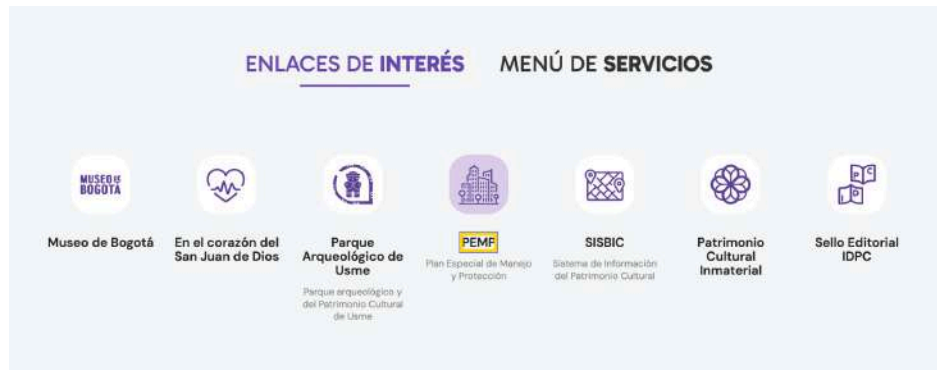 ENLACES DE INTERÉS
MENÚ DE SERVICIOS
MUSEO DE
BOGOTÁ
Museo de Bogotá
En el corazón del
San Juan de Dios
Parque
Arqueológico de
Usme
Parque arqueológico y
del Patrimonio Cultural
de Usme
PEMP
Plan Especial de Manejo
y Protección
SISBIC
Sistema de Información
del Patrimonio Cultural
Patrimonio
Cultural
Inmaterial
P C
I D
Sello Editorial
IDPC